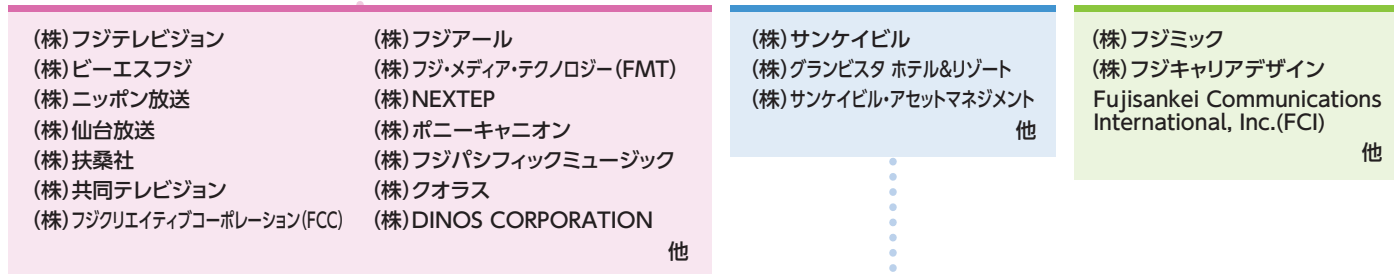 (株)フジテレビジョン
(株)ビーエスフジ
(株)ニッポン放送
(株)仙台放送
(株)扶桑社
(株)共同テレビジョン
(株)フジクリエイティブコーポレーション(FCC)
(株)フジアール
(株)フジ・メディア・テクノロジー(FMT)
(株)NEXTEP
(株)ポニーキャニオン
(株)フジパシフィックミュージック
(株)クオラス
(株)DINOS CORPORATION
他
(株)サンケイビル
(株)グランビスタ ホテル&リゾート
(株)サンケイビル・アセットマネジメント
他
(株)フジミック
(株)フジキャリアデザイン
Fujisankei Communications
International, Inc.(FCI)
他